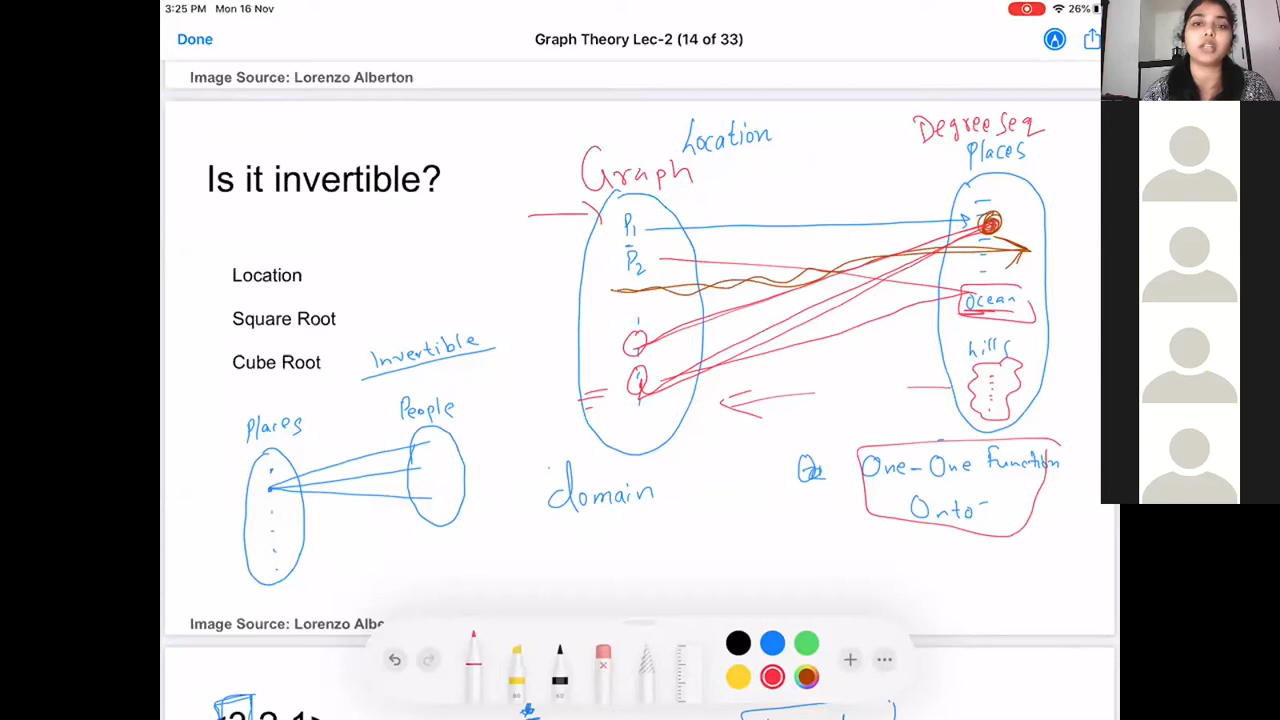 3:25 PM Mon 16 Nov
26%
Done
Graph Theory Lec-2 (14 of 33)
Image Source: Lorenzo Alberton
Is it invertible?
Location
Square Root
Cube Root
Invertible
Places
People
Graph
Location
Degree Seq
Places
P1
P2
Ocean
hills
domain
One-One Function
Onto
Image Source: Lorenzo Albe